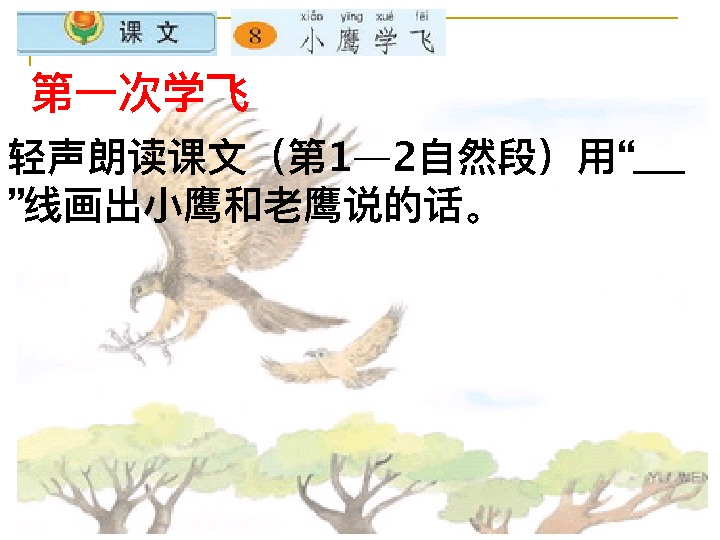 课 文
xiǎo yīng xué fēi
8 小 鹰 学 飞
第一次学飞
轻声朗读课文（第1—2自然段）用“___
”线画出小鹰和老鹰说的话。
YU WEN